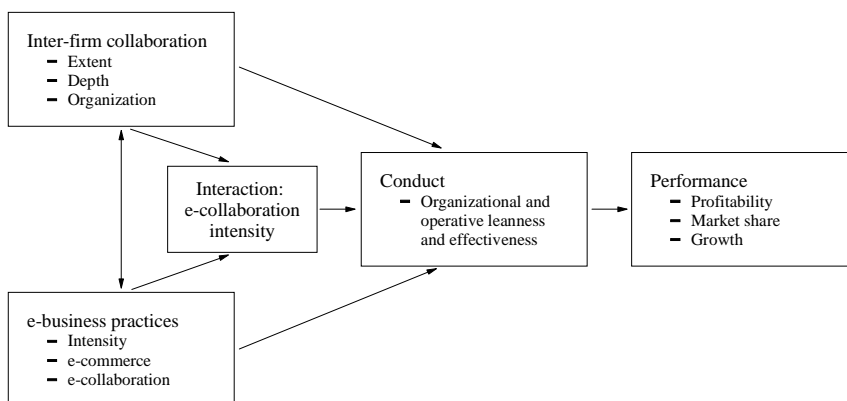 Inter-firm collaboration
- Extent
- Depth
- Organization
Interaction:
e-collaboration
intensity
Conduct
- Organizational and
operative leanness
and effectiveness
Performance
- Profitability
- Market share
- Growth
e-business practices
- Intensity
- e-commerce
- e-collaboration